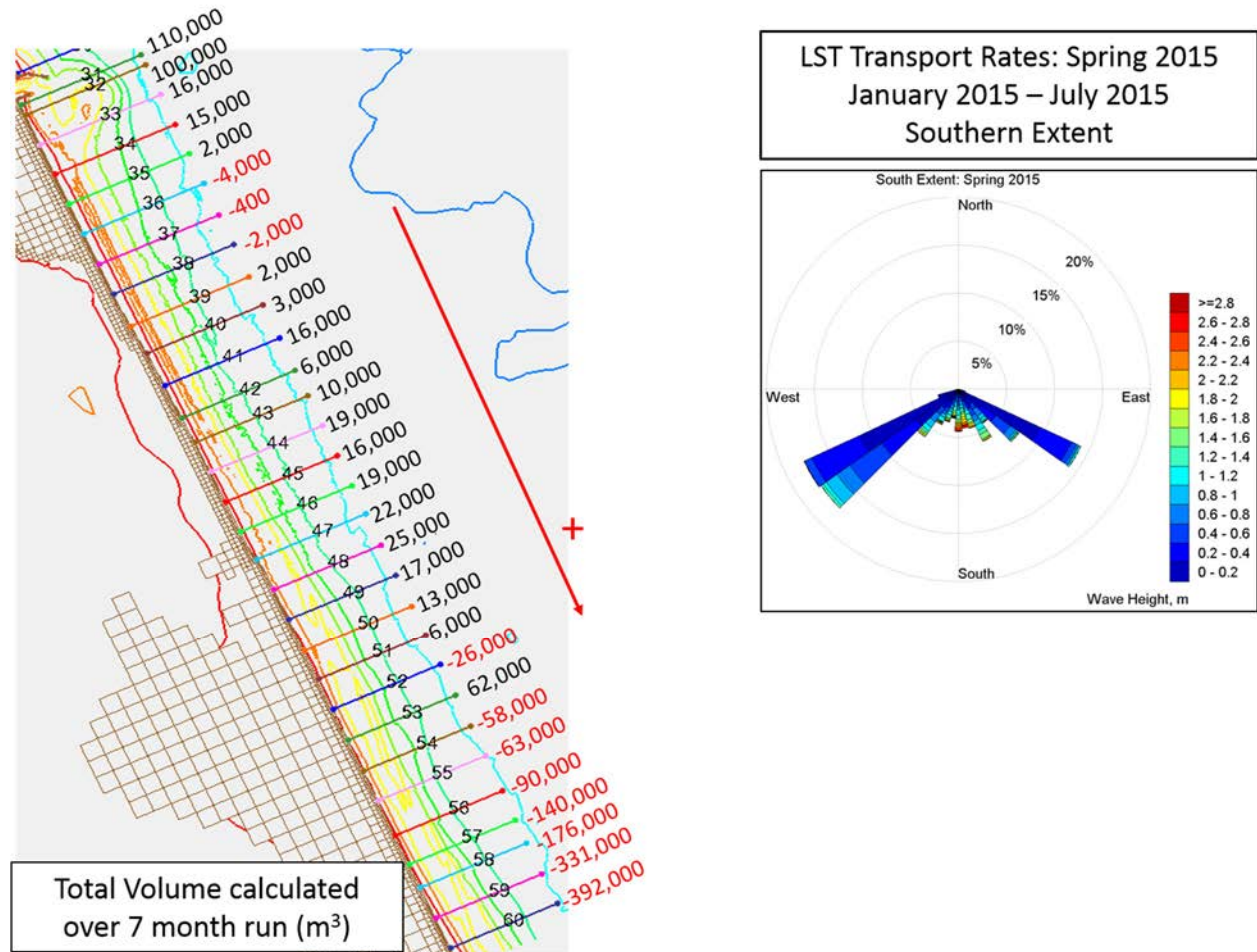 31 110,000
32 100,000
33 16,000
34 15,000
35 2,000
36 -4,000
37 -400
38 -2,000
39 2,000
40 3,000
41 16,000
42 6,000
43 10,000
44 19,000
45 16,000
46 19,000
47 22,000
48 25,000
49 17,000
50 13,000
51 6,000
52 -26,000
53 62,000
54 -58,000
55 -63,000
56 -90,000
57 -140,000
58 -176,000
59 -331,000
60 -392,000
+
Total Volume calculated
over 7 month run (m³)
LST Transport Rates: Spring 2015
January 2015 – July 2015
Southern Extent
South Extent: Spring 2015
North
20%
15%
10%
5%
West
East
South
>=2.8
2.6 - 2.8
2.4 - 2.6
2.2 - 2.4
2 - 2.2
1.8 - 2
1.6 - 1.8
1.4 - 1.6
1.2 - 1.4
1 - 1.2
0.8 - 1
0.6 - 0.8
0.4 - 0.6
0.2 - 0.4
0 - 0.2
Wave Height, m